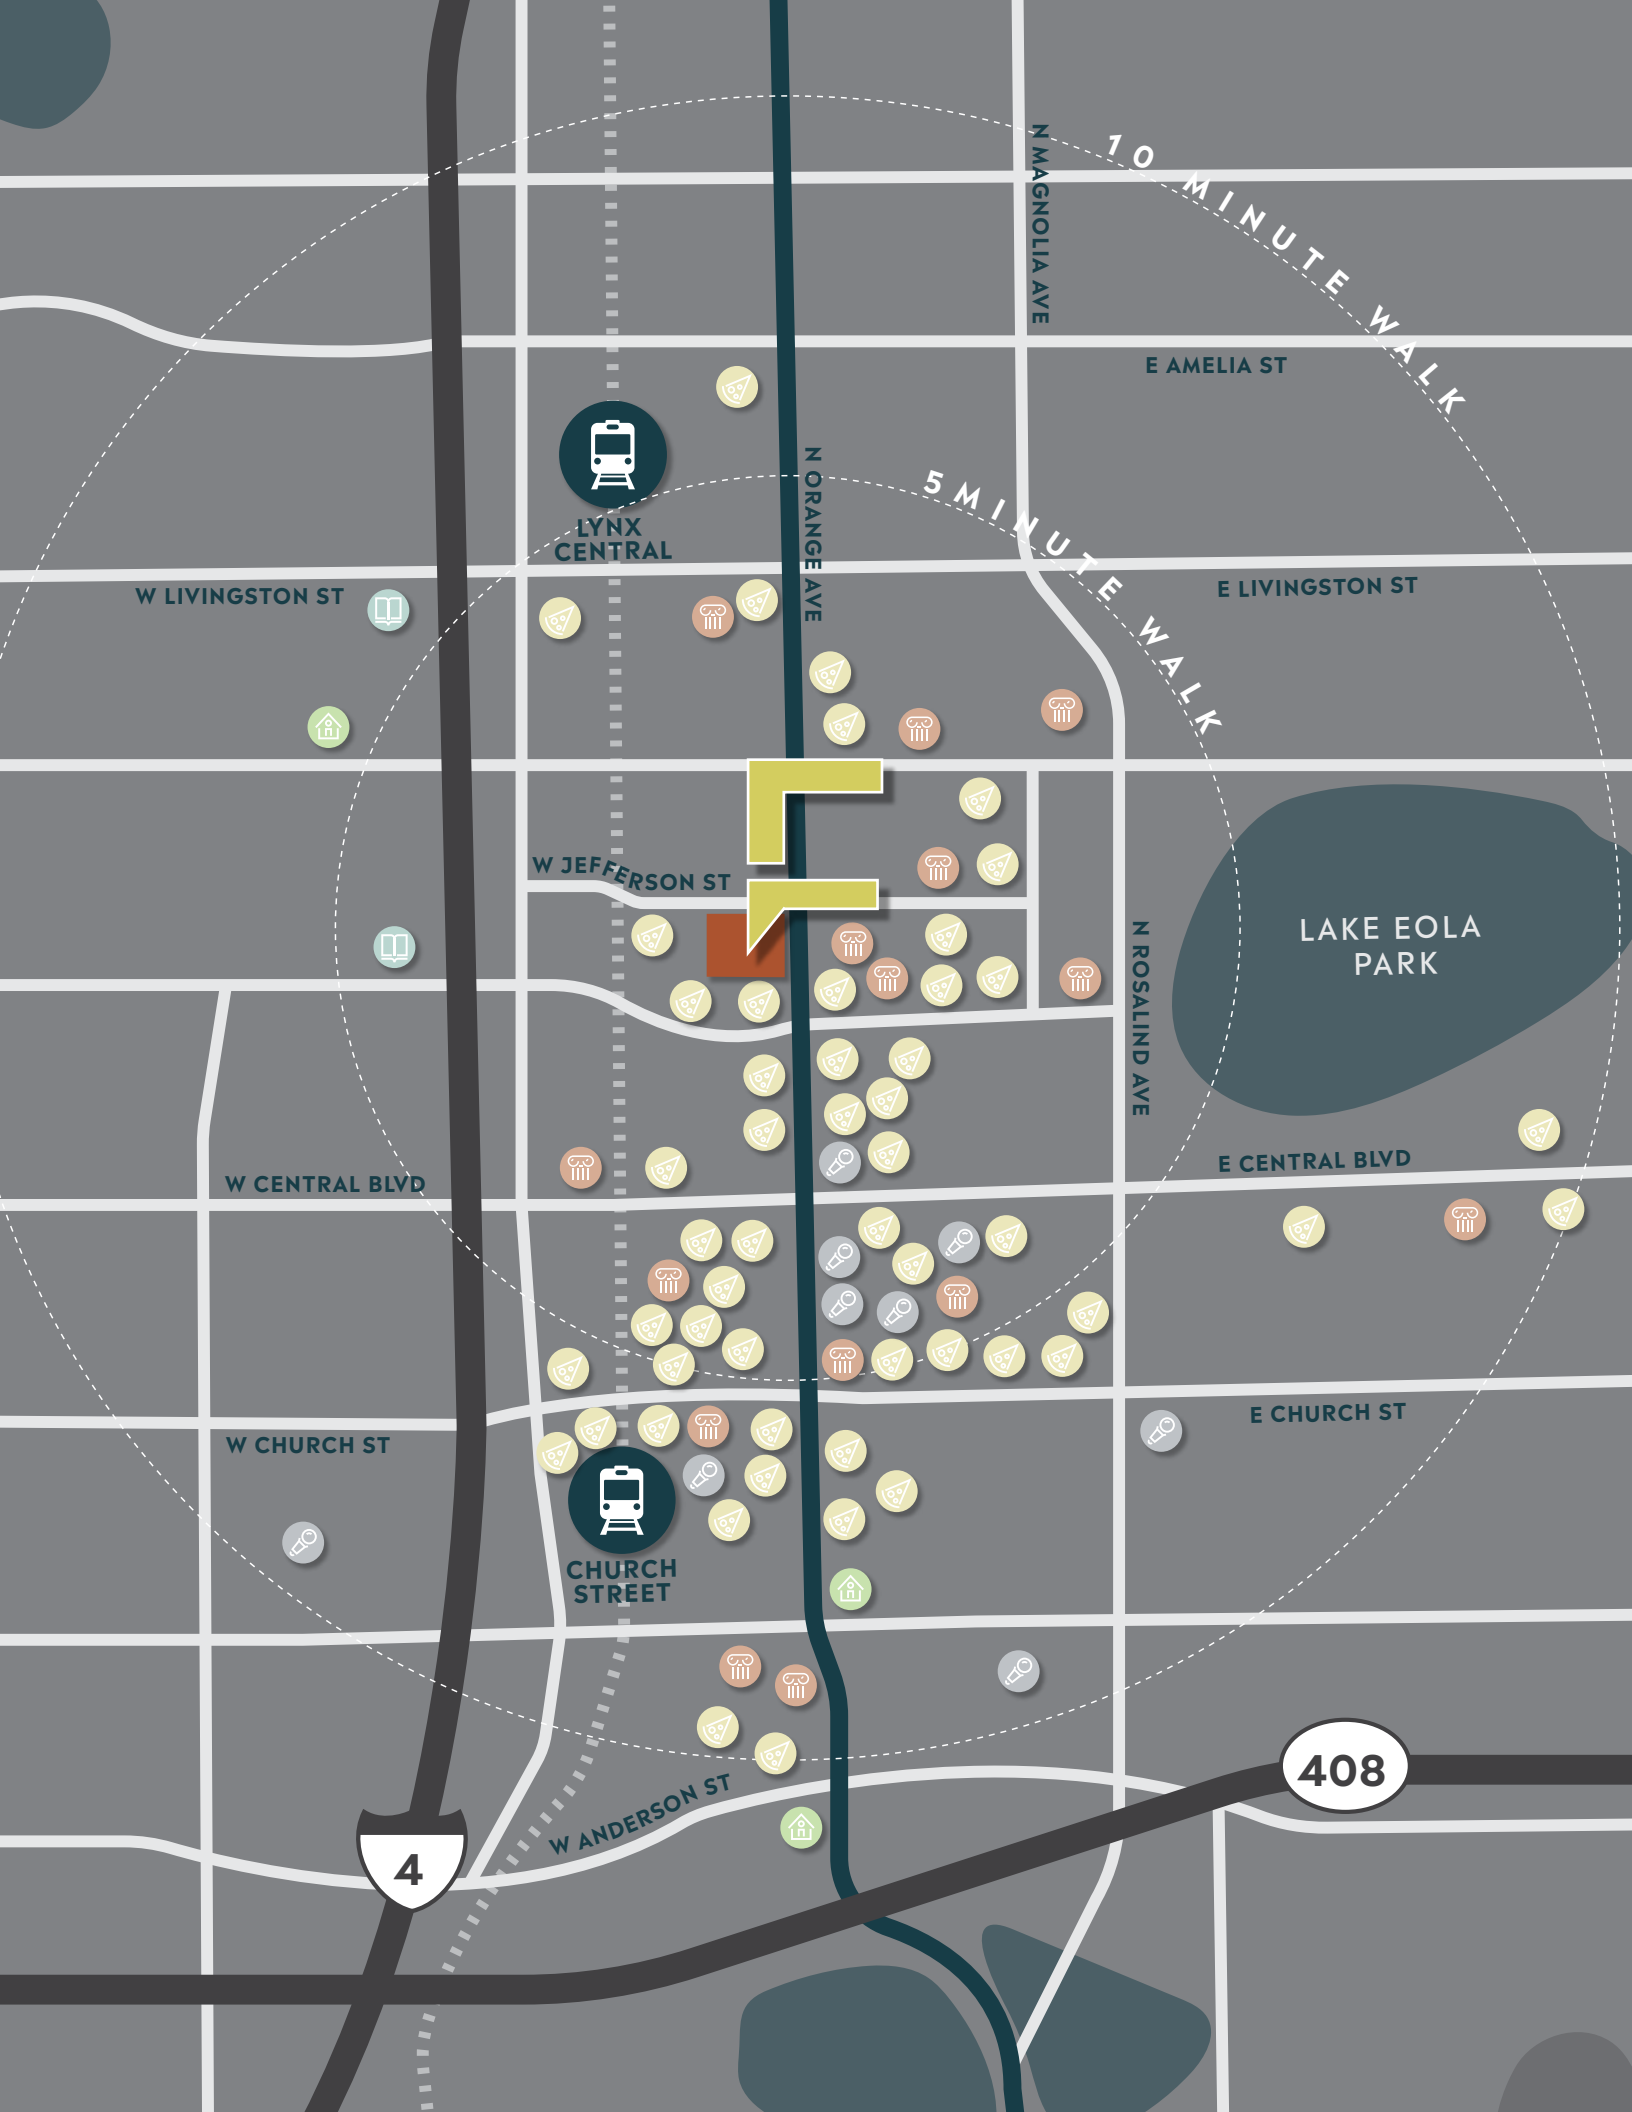 10 MINUTE WALK
N MAGNOLIA AVE
E AMELIA ST
N ORANGE AVE
5 MINUTE WALK
LYNX
CENTRAL
W LIVINGSTON ST
E LIVINGSTON ST
W JEFFERSON ST
LAKE EOLA
PARK
N ROSALIND AVE
W CENTRAL BLVD
E CENTRAL BLVD
W CHURCH ST
E CHURCH ST
CHURCH
STREET
408
W ANDERSON ST
4